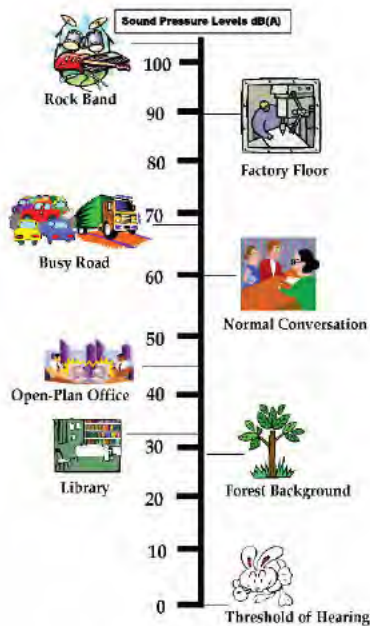 Sound Pressure Levels dB(A)
100
Rock Band
90
Factory Floor
80
70
Busy Road
60
Normal Conversation
50
Open-Plan Office
40
30
Library
Forest Background
20
10
0
Threshold of Hearing